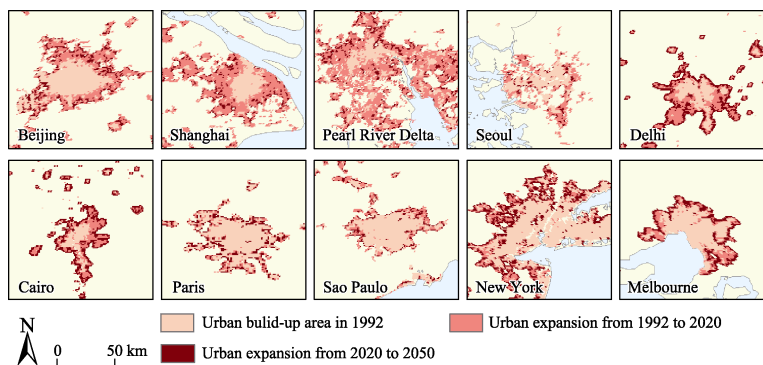 Beijing
Shanghai
Pearl River Delta
Seoul
Delhi
Cairo
Paris
Sao Paulo
New York
Melbourne
N
0 50 km
Urban bulid-up area in 1992
Urban expansion from 1992 to 2020
Urban expansion from 2020 to 2050